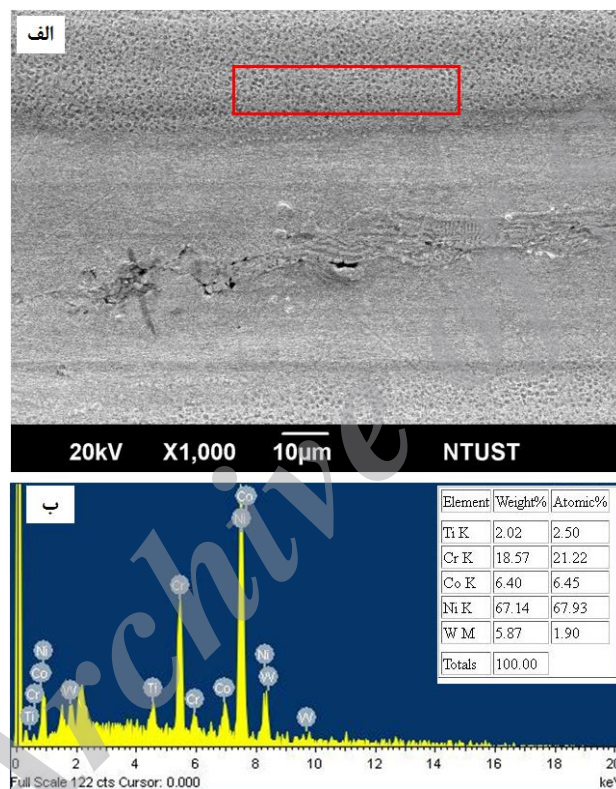 الف
20kV X1,000 10µm NTUST
ب
Element Weight% Atomic%
Ti K 2.02 2.50
Cr K 18.57 21.22
Co K 6.40 6.45
Ni K 67.14 67.93
W M 5.87 1.90
Totals 100.00
Co
Ni
Cr
Ni
Co
Cr
Ti
W
Ti
Cr
Co
Ni
W
W
0 2 4 6 8 10 12 14 16 18 20
Full Scale 122 cts Cursor: 0.000 keV
Archive